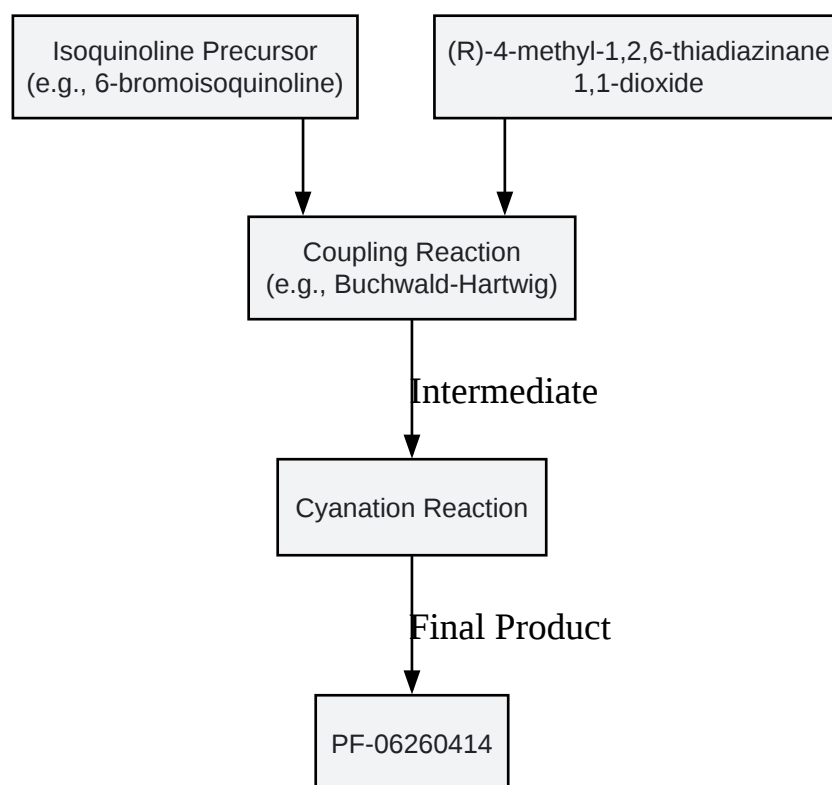 Isoquinoline Precursor
(e.g., 6-bromoisoquinoline)
(R)-4-methyl-1,2,6-thiadiazinane
1,1-dioxide
Coupling Reaction
(e.g., Buchwald-Hartwig)
Intermediate
Cyanation Reaction
Final Product
PF-06260414